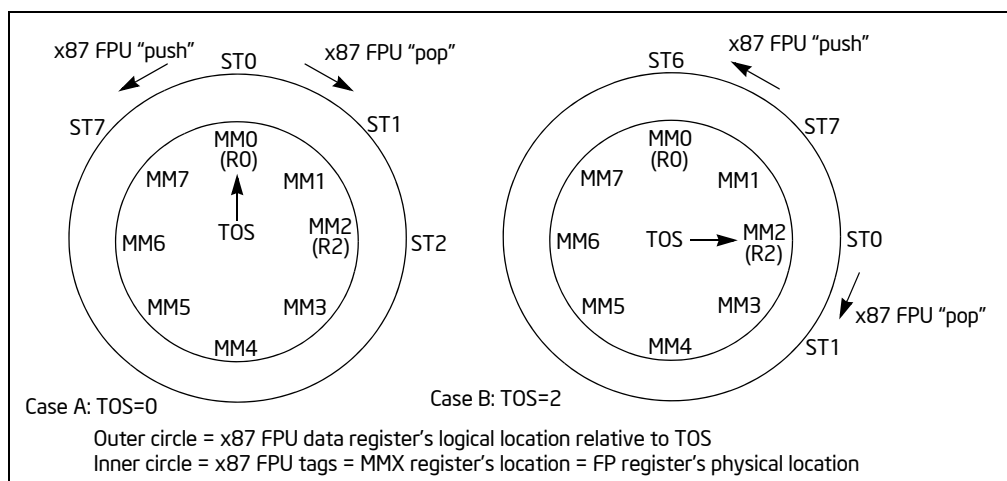 x87 FPU “push”
ST0
x87 FPU “pop”
ST7
ST1
MM0
(R0)
MM7
MM1
TOS
MM6
MM2
(R2)
ST2
MM5
MM3
MM4
Case A: TOS=0
x87 FPU “push”
ST6
ST7
MM0
(R0)
MM7
MM1
MM6
TOS
MM2
(R2)
ST0
MM5
MM3
x87 FPU “pop”
MM4
ST1
Case B: TOS=2
Outer circle = x87 FPU data register’s logical location relative to TOS
Inner circle = x87 FPU tags = MMX register’s location = FP register’s physical location